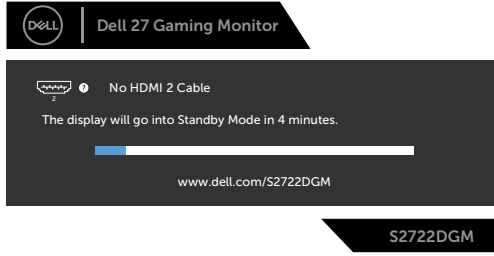 DELL
Dell 27 Gaming Monitor
? No HDMI 2 Cable
2
The display will go into Standby Mode in 4 minutes.
www.dell.com/S2722DGM
S2722DGM